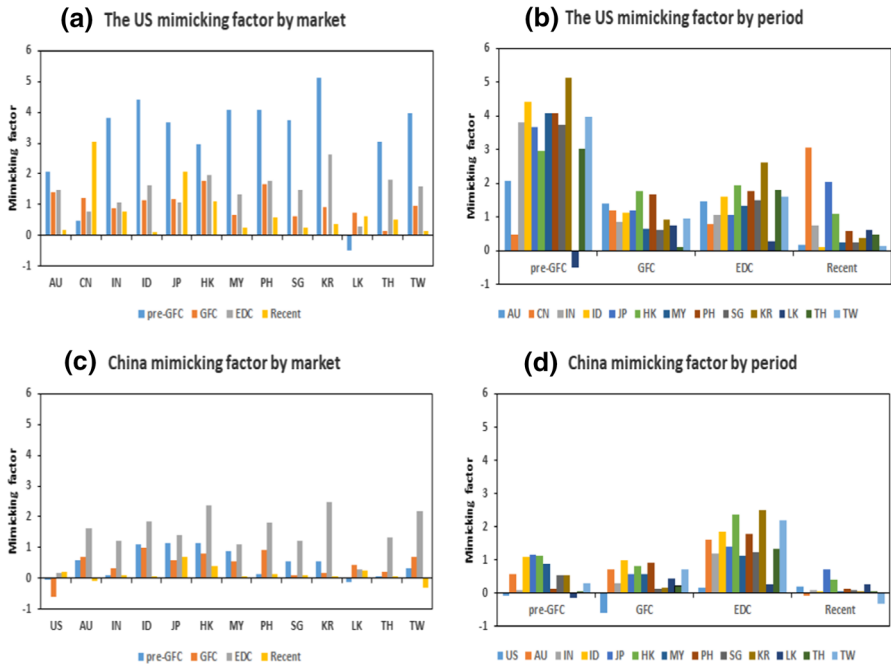 (a) The US mimicking factor by market
Mimicking factor
6
5
4
3
2
1
0
-1
AU CN IN ID JP HK MY PH SG KR LK TH TW
pre-GFC GFC EDC Recent
(b) The US mimicking factor by period
Mimicking factor
6
5
4
3
2
1
0
-1
pre-GFC GFC EDC Recent
AU CN IN ID JP HK MY PH SG KR LK TH TW
(c) China mimicking factor by market
Mimicking factor
6
5
4
3
2
1
0
-1
US AU IN ID JP HK MY PH SG KR LK TH TW
pre-GFC GFC EDC Recent
(d) China mimicking factor by period
Mimicking factor
6
5
4
3
2
1
0
-1
pre-GFC GFC EDC Recent
US AU IN ID JP HK MY PH SG KR LK TH TW